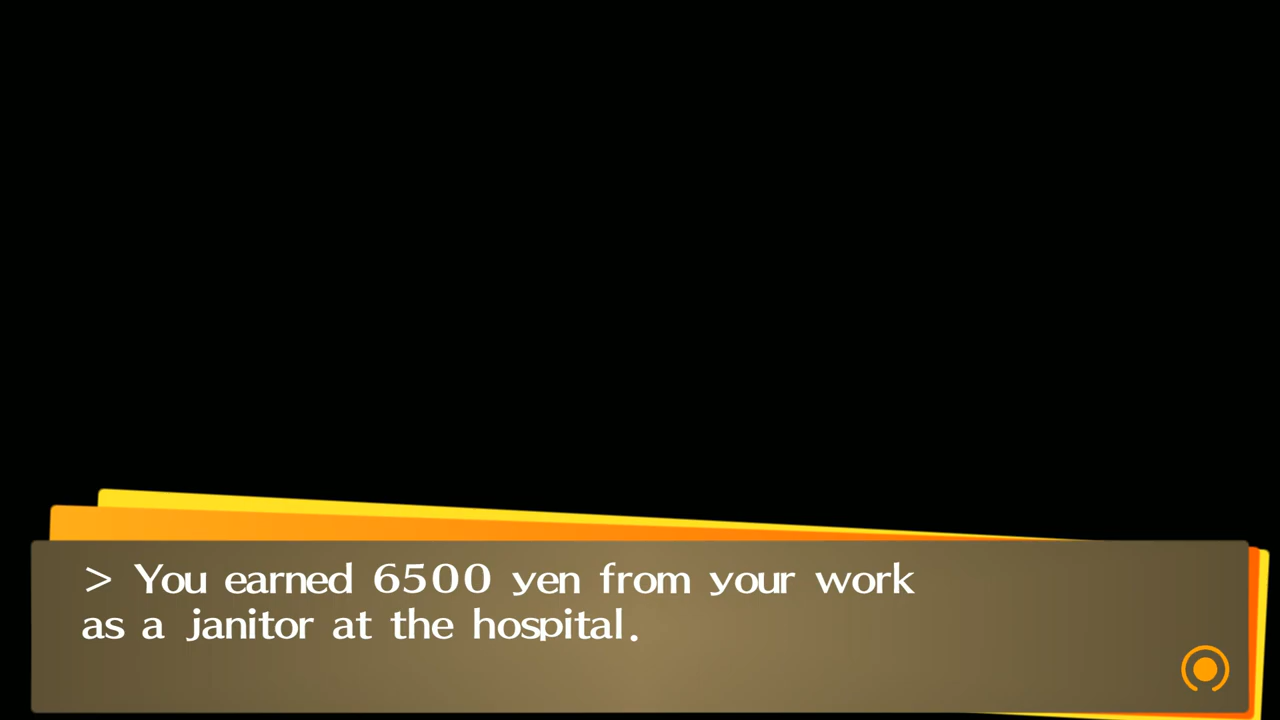 > You earned 6500 yen from your work
as a janitor at the hospital.